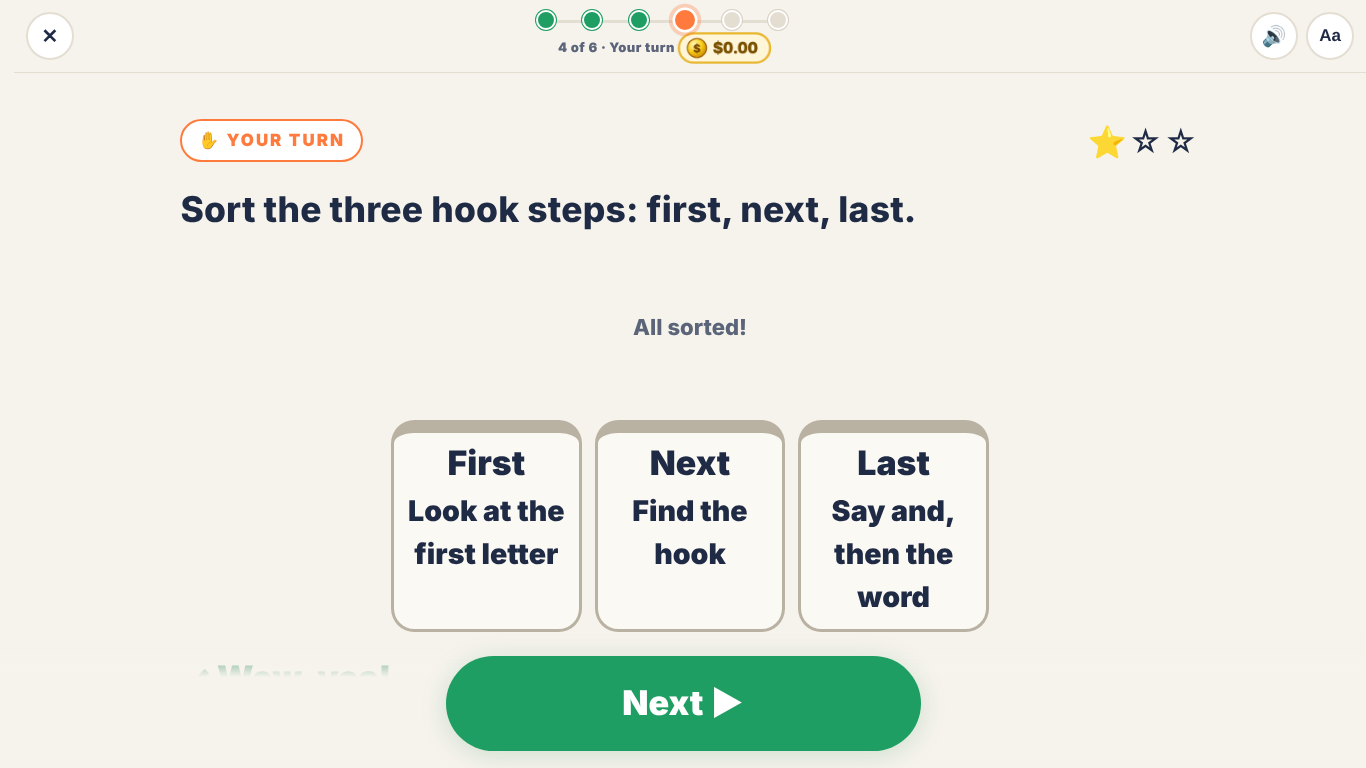 4 of 6 · Your turn
$0.00
Aa
YOUR TURN
Sort the three hook steps: first, next, last.
All sorted!
First
Look at the
first letter
Next
Find the
hook
Last
Say and,
then the
word
Next